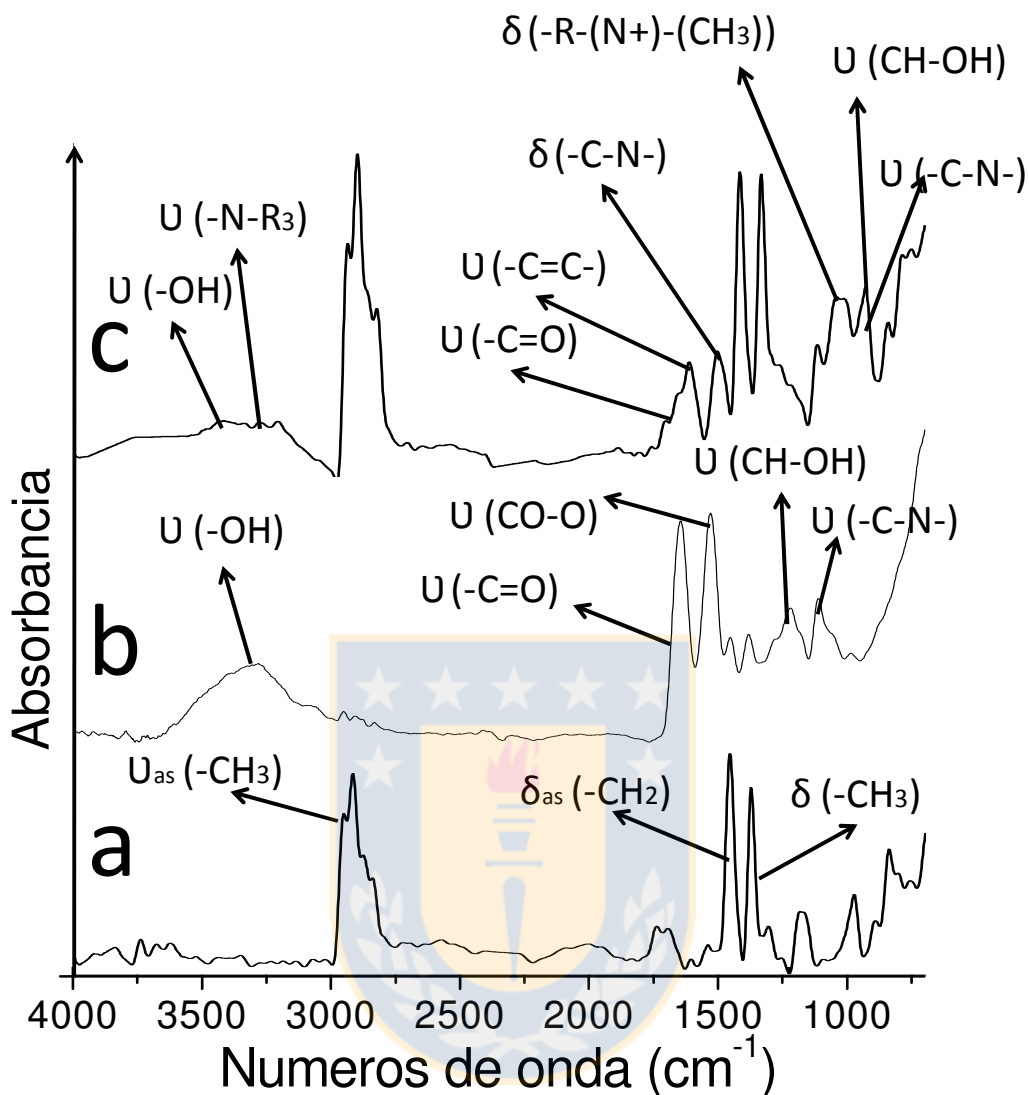 δ (-R-(N+)-(CH3))
Ʋ (CH-OH)
δ (-C-N-)
Ʋ (-C-N-)
Ʋ (-N-R3)
Ʋ (-C=C-)
Ʋ (-OH)
Ʋ (-C=O)
c
Ʋ (CH-OH)
Ʋ (CO-O)
Ʋ (-C-N-)
Ʋ (-OH)
Ʋ (-C=O)
b
Ʋas (-CH3)
δas (-CH2)
δ (-CH3)
a
Absorbancia
4000 3500 3000 2500 2000 1500 1000
Numeros de onda (cm-1)